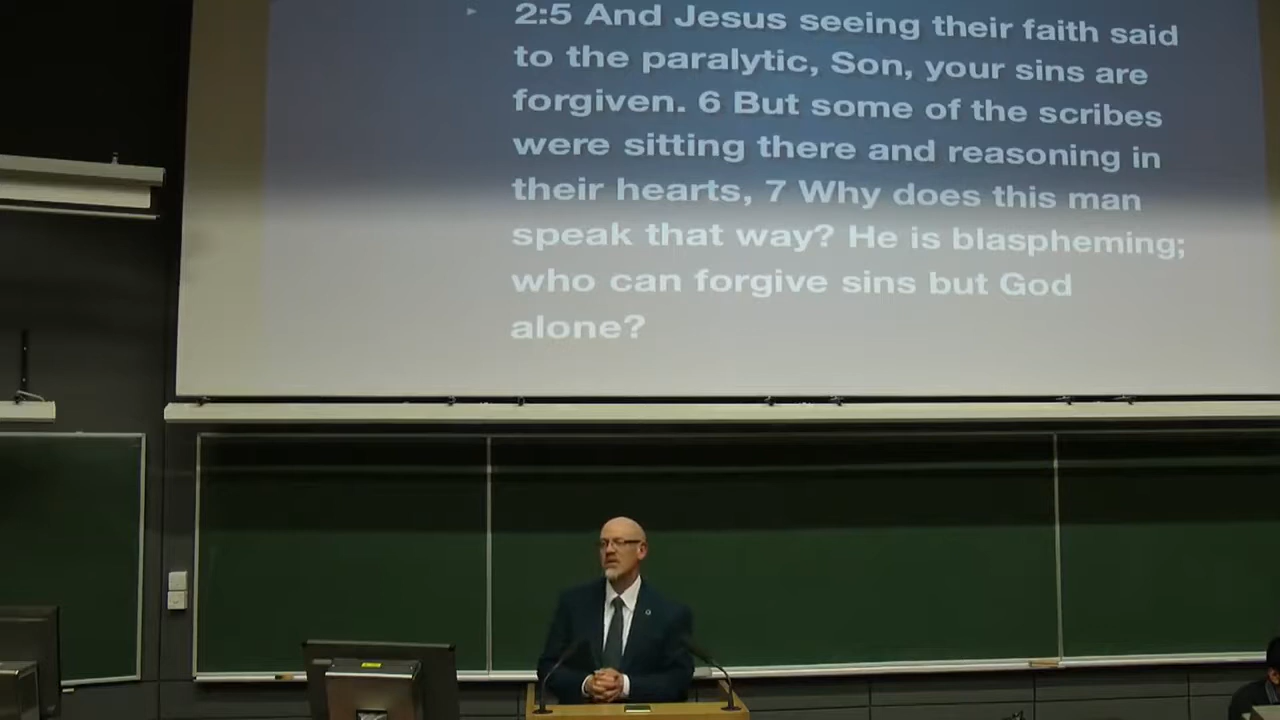 2:5 And Jesus seeing their faith said
to the paralytic, Son, your sins are
forgiven. 6 But some of the scribes
were sitting there and reasoning in
their hearts, 7 Why does this man
speak that way? He is blaspheming;
who can forgive sins but God
alone?